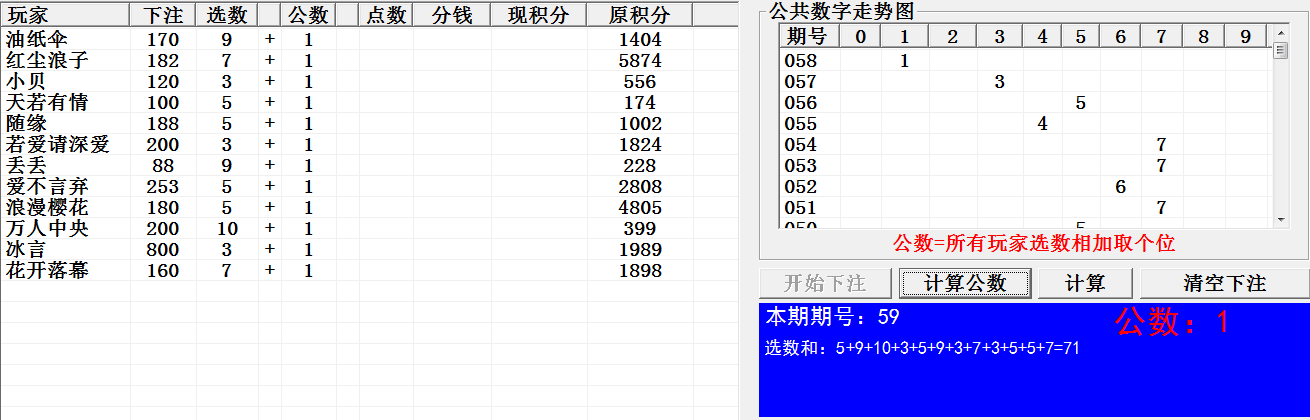 玩家 下注 选数 公数 点数 分钱 现积分 原积分
油纸伞 170 9 + 1 1404
红尘浪子 182 7 + 1 5874
小贝 120 3 + 1 556
天若有情 100 5 + 1 174
随缘 188 5 + 1 1002
若爱请深爱 200 3 + 1 1824
丢丢 88 9 + 1 228
爱不言弃 253 5 + 1 2808
浪漫樱花 180 5 + 1 4805
万人中央 200 10 + 1 399
冰言 800 3 + 1 1989
花开落幕 160 7 + 1 1898
公共数字走势图
期号 0 1 2 3 4 5 6 7 8 9
058 1
057 3
056 5
055 4
054 7
053 7
052 6
051 7
050 5
公数=所有玩家选数相加取个位
开始下注 计算公数 计算 清空下注
本期期号：59 公数：1
选数和：5+9+10+3+5+9+3+7+3+5+5+7=71